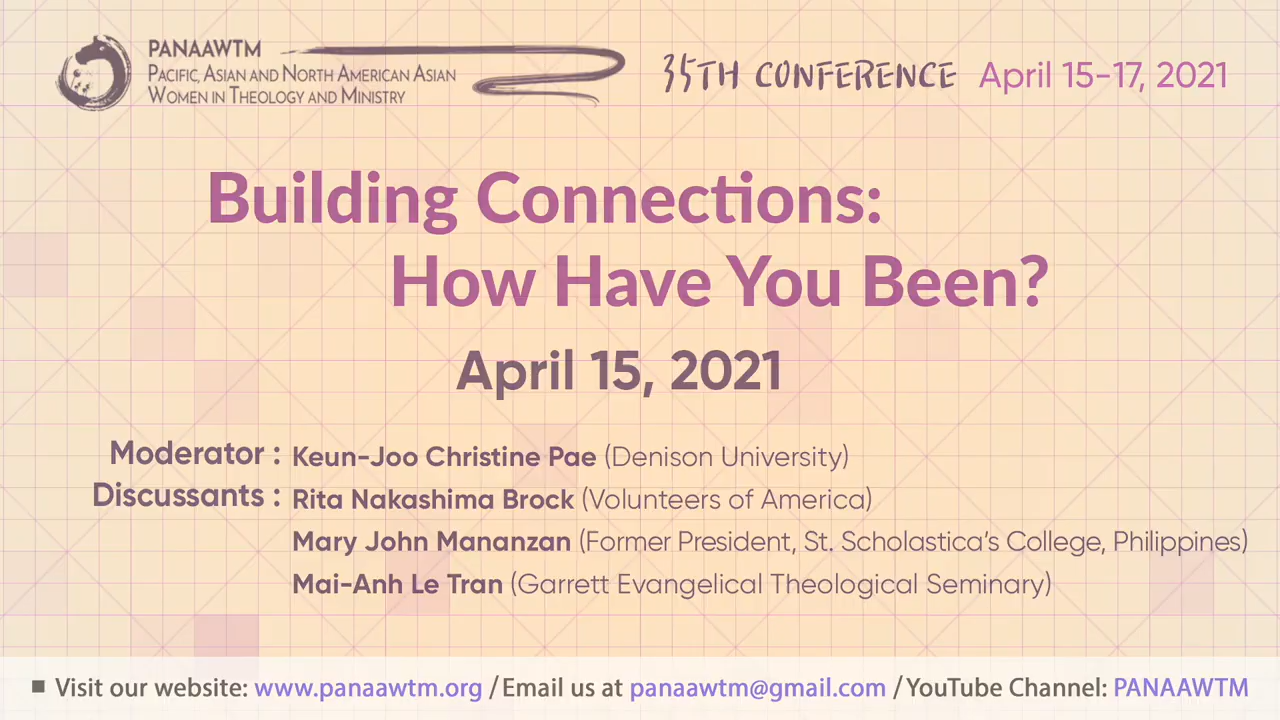 PANAAWTM
PACIFIC, ASIAN AND NORTH AMERICAN ASIAN
WOMEN IN THEOLOGY AND MINISTRY
35TH CONFERENCE April 15-17, 2021
Building Connections:
How Have You Been?
April 15, 2021
Moderator : Keun-Joo Christine Pae (Denison University)
Discussants : Rita Nakashima Brock (Volunteers of America)
Mary John Mananzan (Former President, St. Scholastica's College, Philippines)
Mai-Anh Le Tran (Garrett Evangelical Theological Seminary)
■ Visit our website: www.panaawtm.org / Email us at panaawtm@gmail.com / YouTube Channel: PANAAWTM